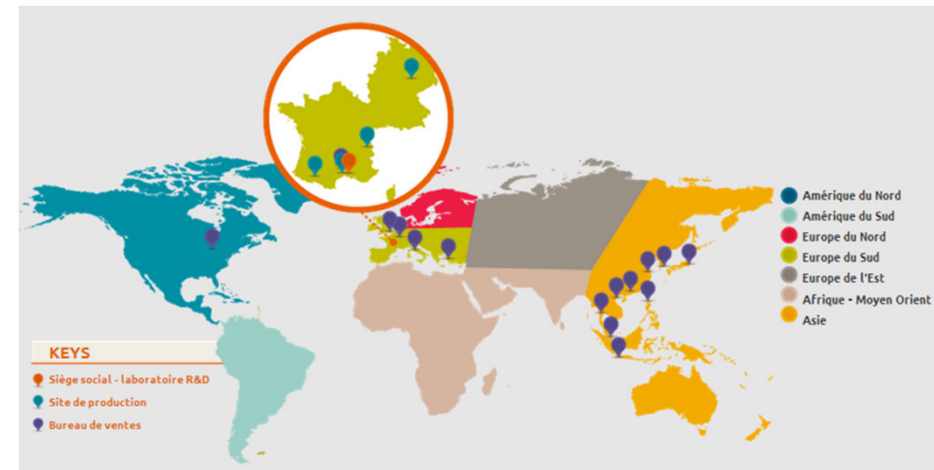 Amérique du Nord
Amérique du Sud
Europe du Nord
Europe du Sud
Europe de l'Est
Afrique - Moyen Orient
Asie
KEYS
Siège social - laboratoire R&D
Site de production
Bureau de ventes